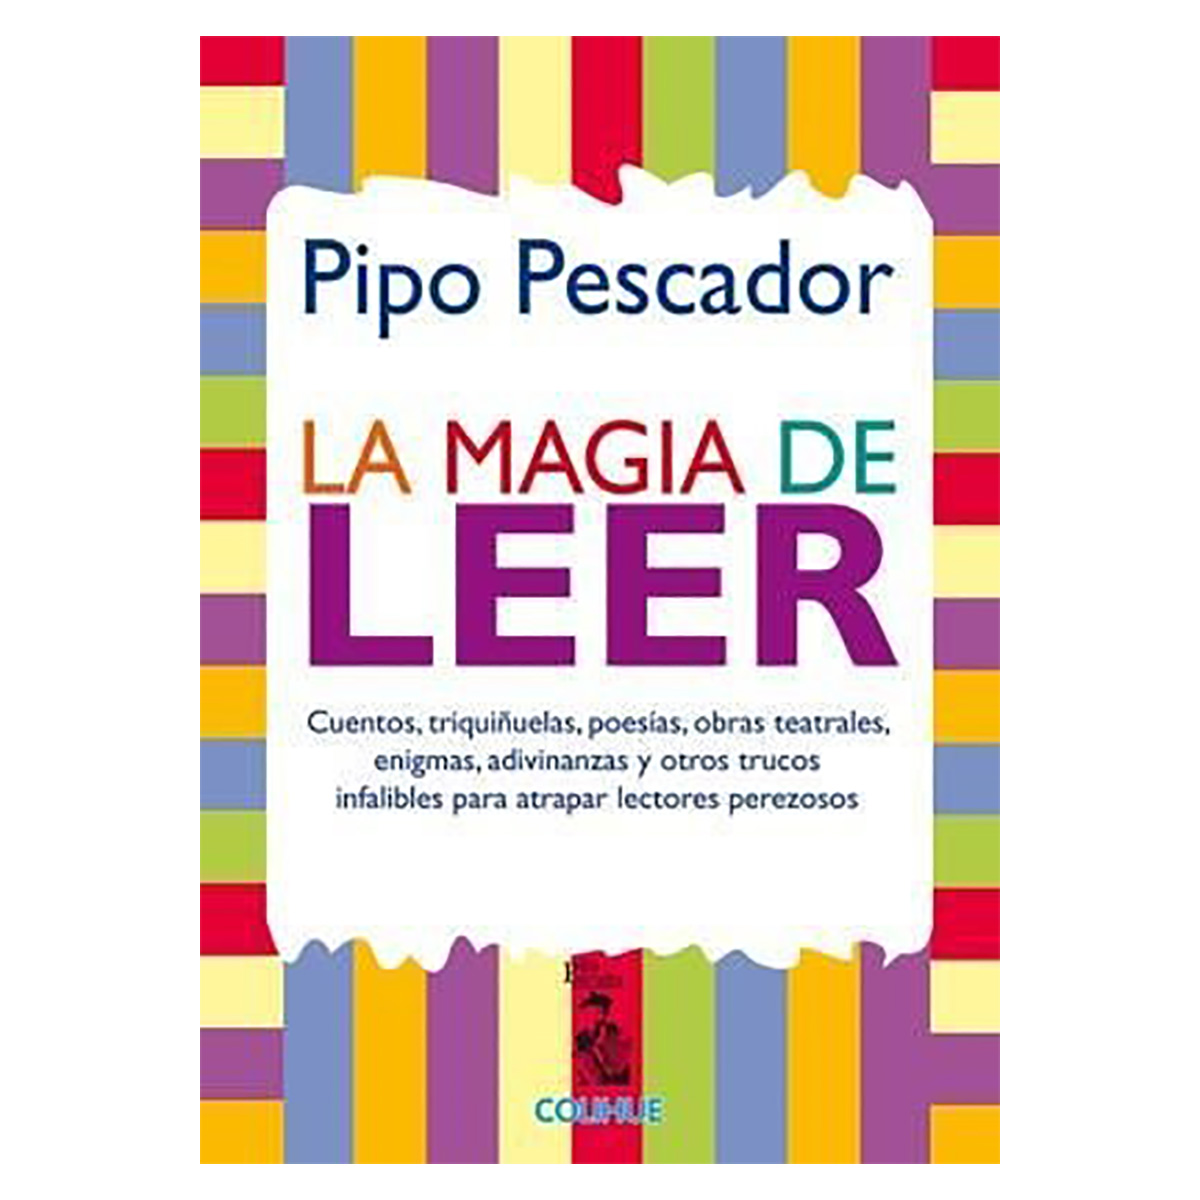 Pipo Pescador
LA MAGIA DE
LEER
Cuentos, triquiñuelas, poesías, obras teatrales,
enigmas, adivinanzas y otros trucos
infalibles para atrapar lectores perezosos
COLIHUE